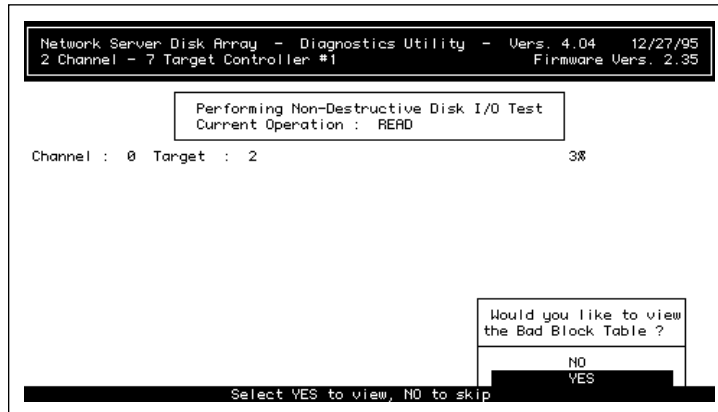 Network Server Disk Array - Diagnostics Utility - Vers. 4.04 12/27/95
2 Channel - 7 Target Controller #1 Firmware Vers. 2.35
Performing Non-Destructive Disk I/O Test
Current Operation : READ
Channel : 0 Target : 2 3%
Would you like to view
the Bad Block Table ?
NO
YES
Select YES to view, NO to skip